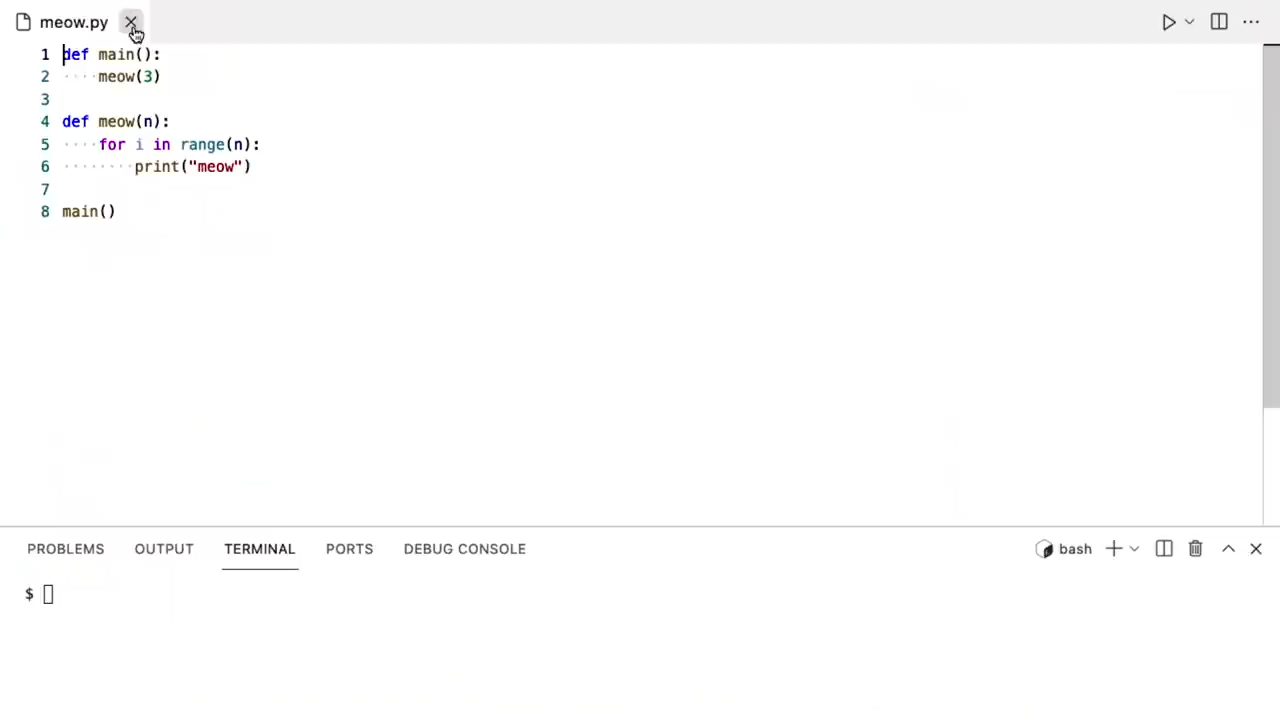 meow.py
1 def main():
2 meow(3)
3
4 def meow(n):
5 for i in range(n):
6 print("meow")
7
8 main()
PROBLEMS OUTPUT TERMINAL PORTS DEBUG CONSOLE bash
$